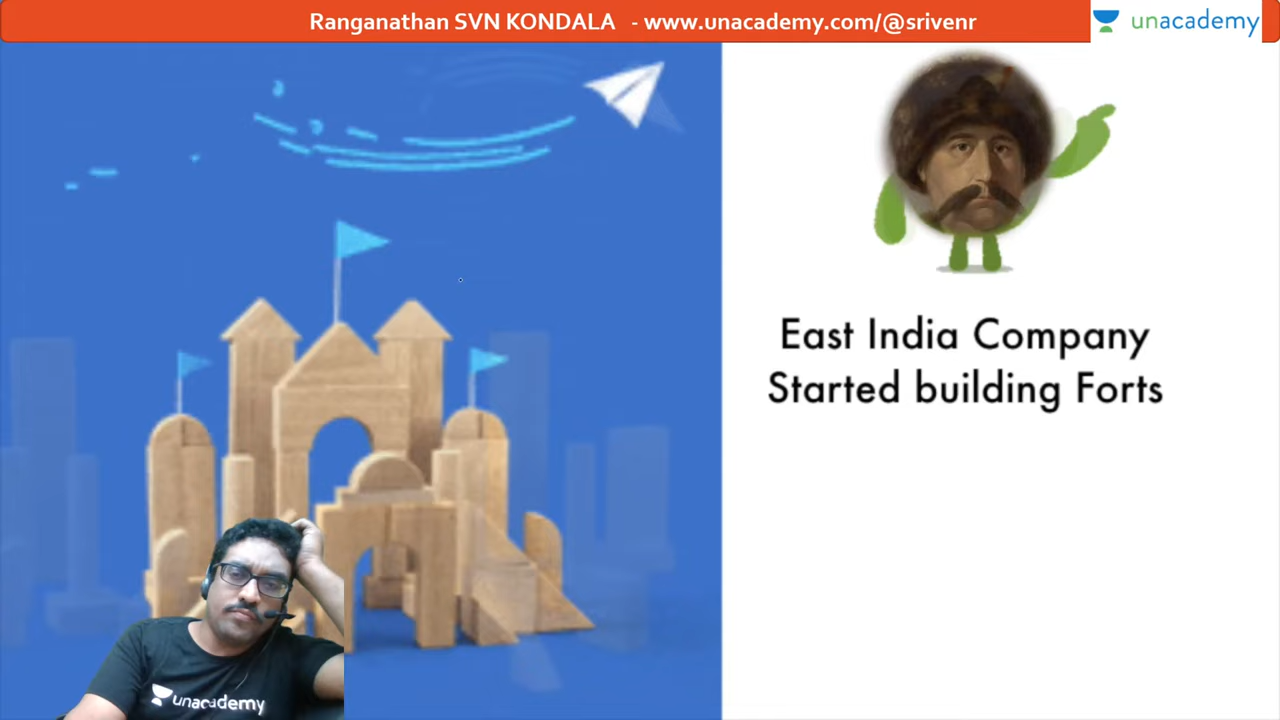 Ranganathan SVN KONDALA - www.unacademy.com/@srivenr
unacademy
East India Company
Started building Forts
unacademy